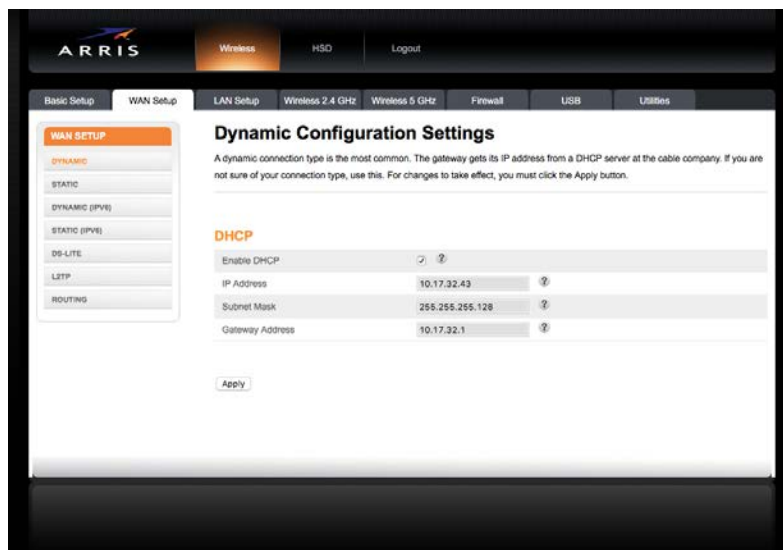 ARRIS
Wireless HSD Logout
Basic Setup WAN Setup LAN Setup Wireless 2.4 GHz Wireless 5 GHz Firewall USB Utilities
WAN SETUP
DYNAMIC
STATIC
DYNAMIC (IPV6)
STATIC (IPV6)
DS-LITE
L2TP
ROUTING
Dynamic Configuration Settings
A dynamic connection type is the most common. The gateway gets its IP address from a DHCP server at the cable company. If you are
not sure of your connection type, use this. For changes to take effect, you must click the Apply button.
DHCP
Enable DHCP ?
IP Address 10.17.32.43 ?
Subnet Mask 255.255.255.128 ?
Gateway Address 10.17.32.1 ?
Apply